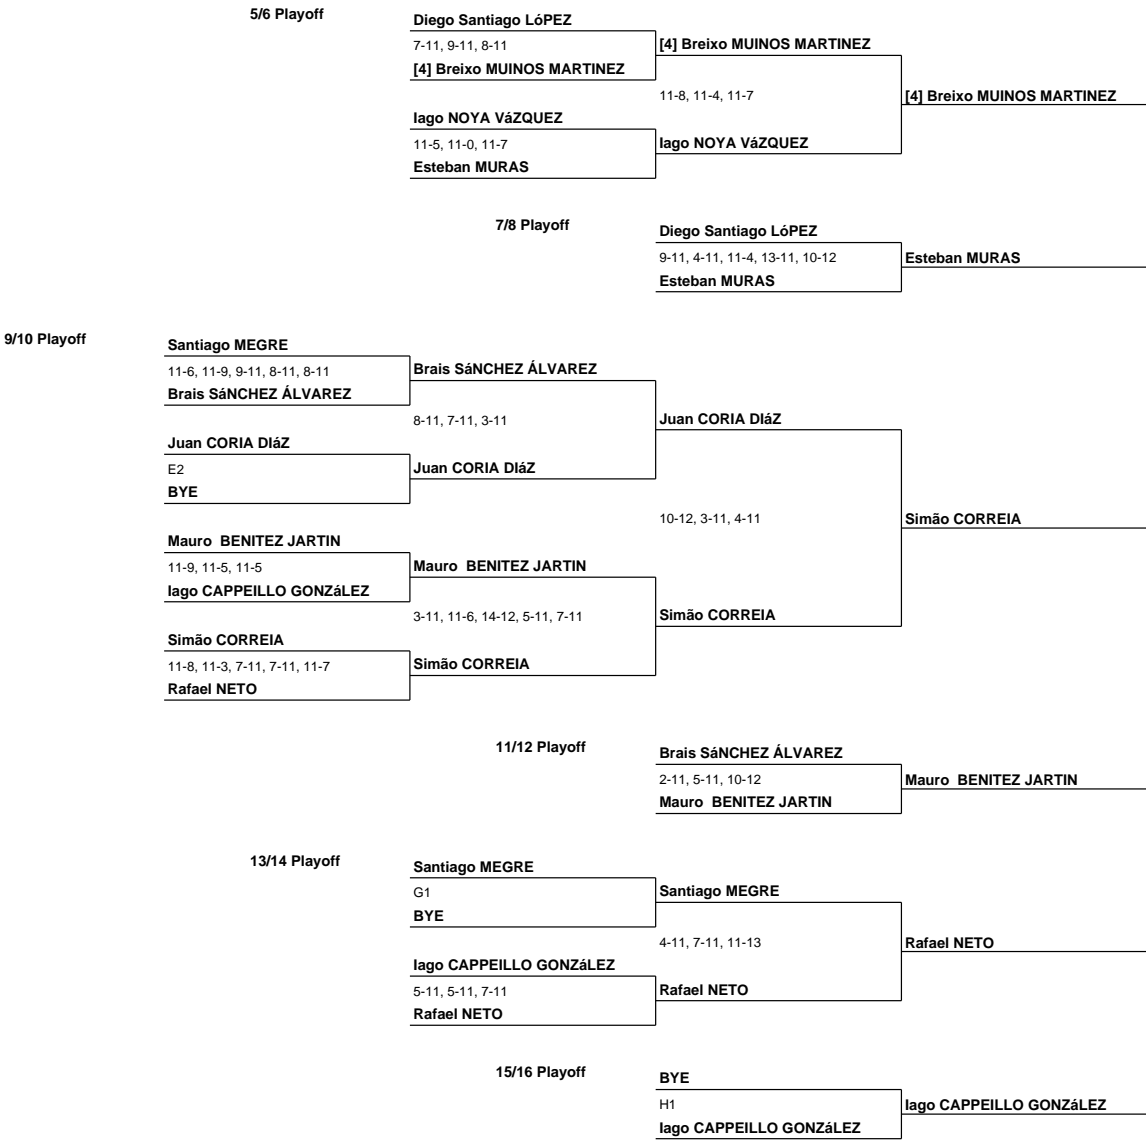 5/6 Playoff
Diego Santiago LóPEZ
7-11, 9-11, 8-11
[4] Breixo MUINOS MARTINEZ
[4] Breixo MUINOS MARTINEZ
11-8, 11-4, 11-7
[4] Breixo MUINOS MARTINEZ
Iago NOYA VáZQUEZ
11-5, 11-0, 11-7
Iago NOYA VáZQUEZ
Esteban MURAS
7/8 Playoff
Diego Santiago LóPEZ
9-11, 4-11, 11-4, 13-11, 10-12
Esteban MURAS
Esteban MURAS
9/10 Playoff
Santiago MEGRE
11-6, 11-9, 9-11, 8-11, 8-11
Brais SáNCHEZ ÁLVAREZ
Brais SáNCHEZ ÁLVAREZ
8-11, 7-11, 3-11
Juan CORIA DIáZ
Juan CORIA DIáZ
E2
Juan CORIA DIáZ
BYE
10-12, 3-11, 4-11
Simão CORREIA
Mauro  BENITEZ JARTIN
11-9, 11-5, 11-5
Mauro  BENITEZ JARTIN
Iago CAPPEILLO GONZáLEZ
3-11, 11-6, 14-12, 5-11, 7-11
Simão CORREIA
Simão CORREIA
11-8, 11-3, 7-11, 7-11, 11-7
Simão CORREIA
Rafael NETO
11/12 Playoff
Brais SáNCHEZ ÁLVAREZ
2-11, 5-11, 10-12
Mauro  BENITEZ JARTIN
Mauro  BENITEZ JARTIN
13/14 Playoff
Santiago MEGRE
G1
Santiago MEGRE
BYE
4-11, 7-11, 11-13
Rafael NETO
Iago CAPPEILLO GONZáLEZ
5-11, 5-11, 7-11
Rafael NETO
Rafael NETO
15/16 Playoff
BYE
H1
Iago CAPPEILLO GONZáLEZ
Iago CAPPEILLO GONZáLEZ